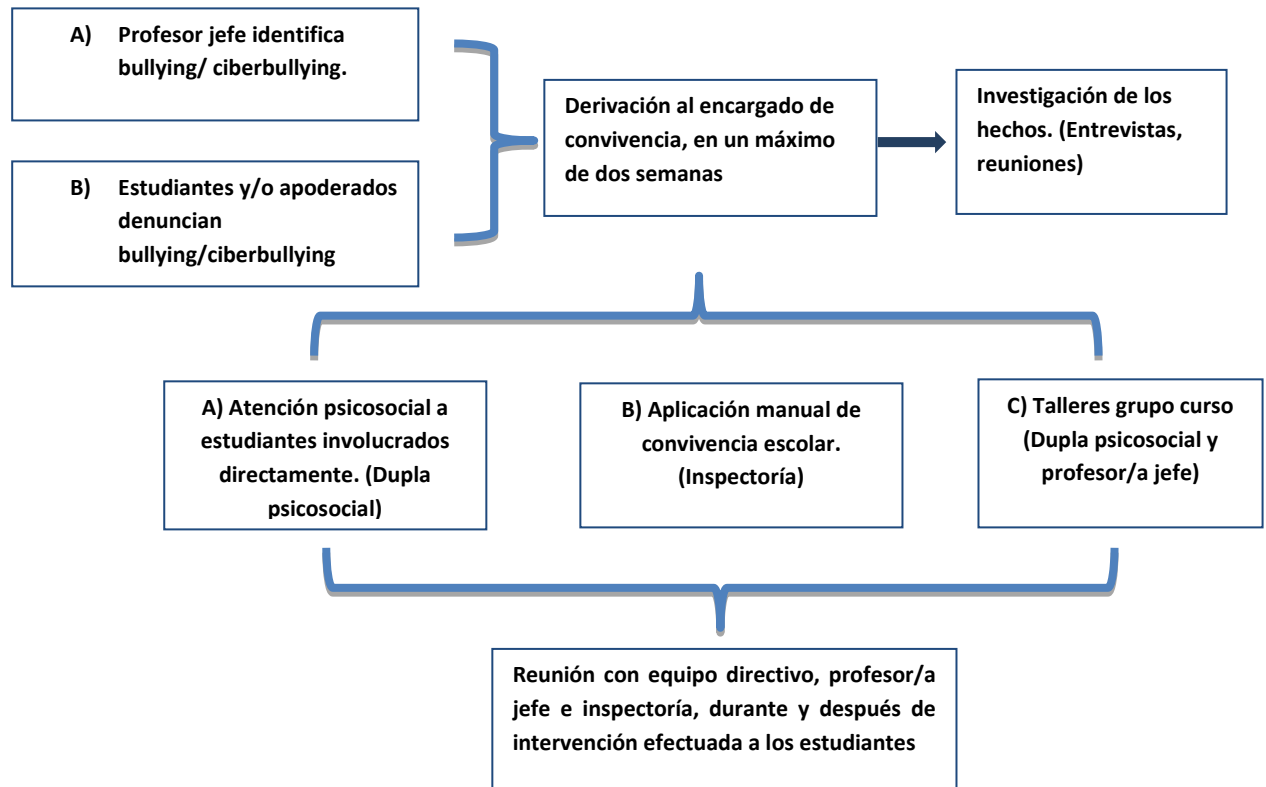 A) Profesor jefe identifica
bullying/ ciberbullying.
B) Estudiantes y/o apoderados
denuncian
bullying/ciberbullying
Derivación al encargado de
convivencia, en un máximo
de dos semanas
Investigación de los
hechos. (Entrevistas,
reuniones)
A) Atención psicosocial a
estudiantes involucrados
directamente. (Dupla
psicosocial)
B) Aplicación manual de
convivencia escolar.
(Inspectoría)
C) Talleres grupo curso
(Dupla psicosocial y
profesor/a jefe)
Reunión con equipo directivo, profesor/a
jefe e inspectoría, durante y después de
intervención efectuada a los estudiantes